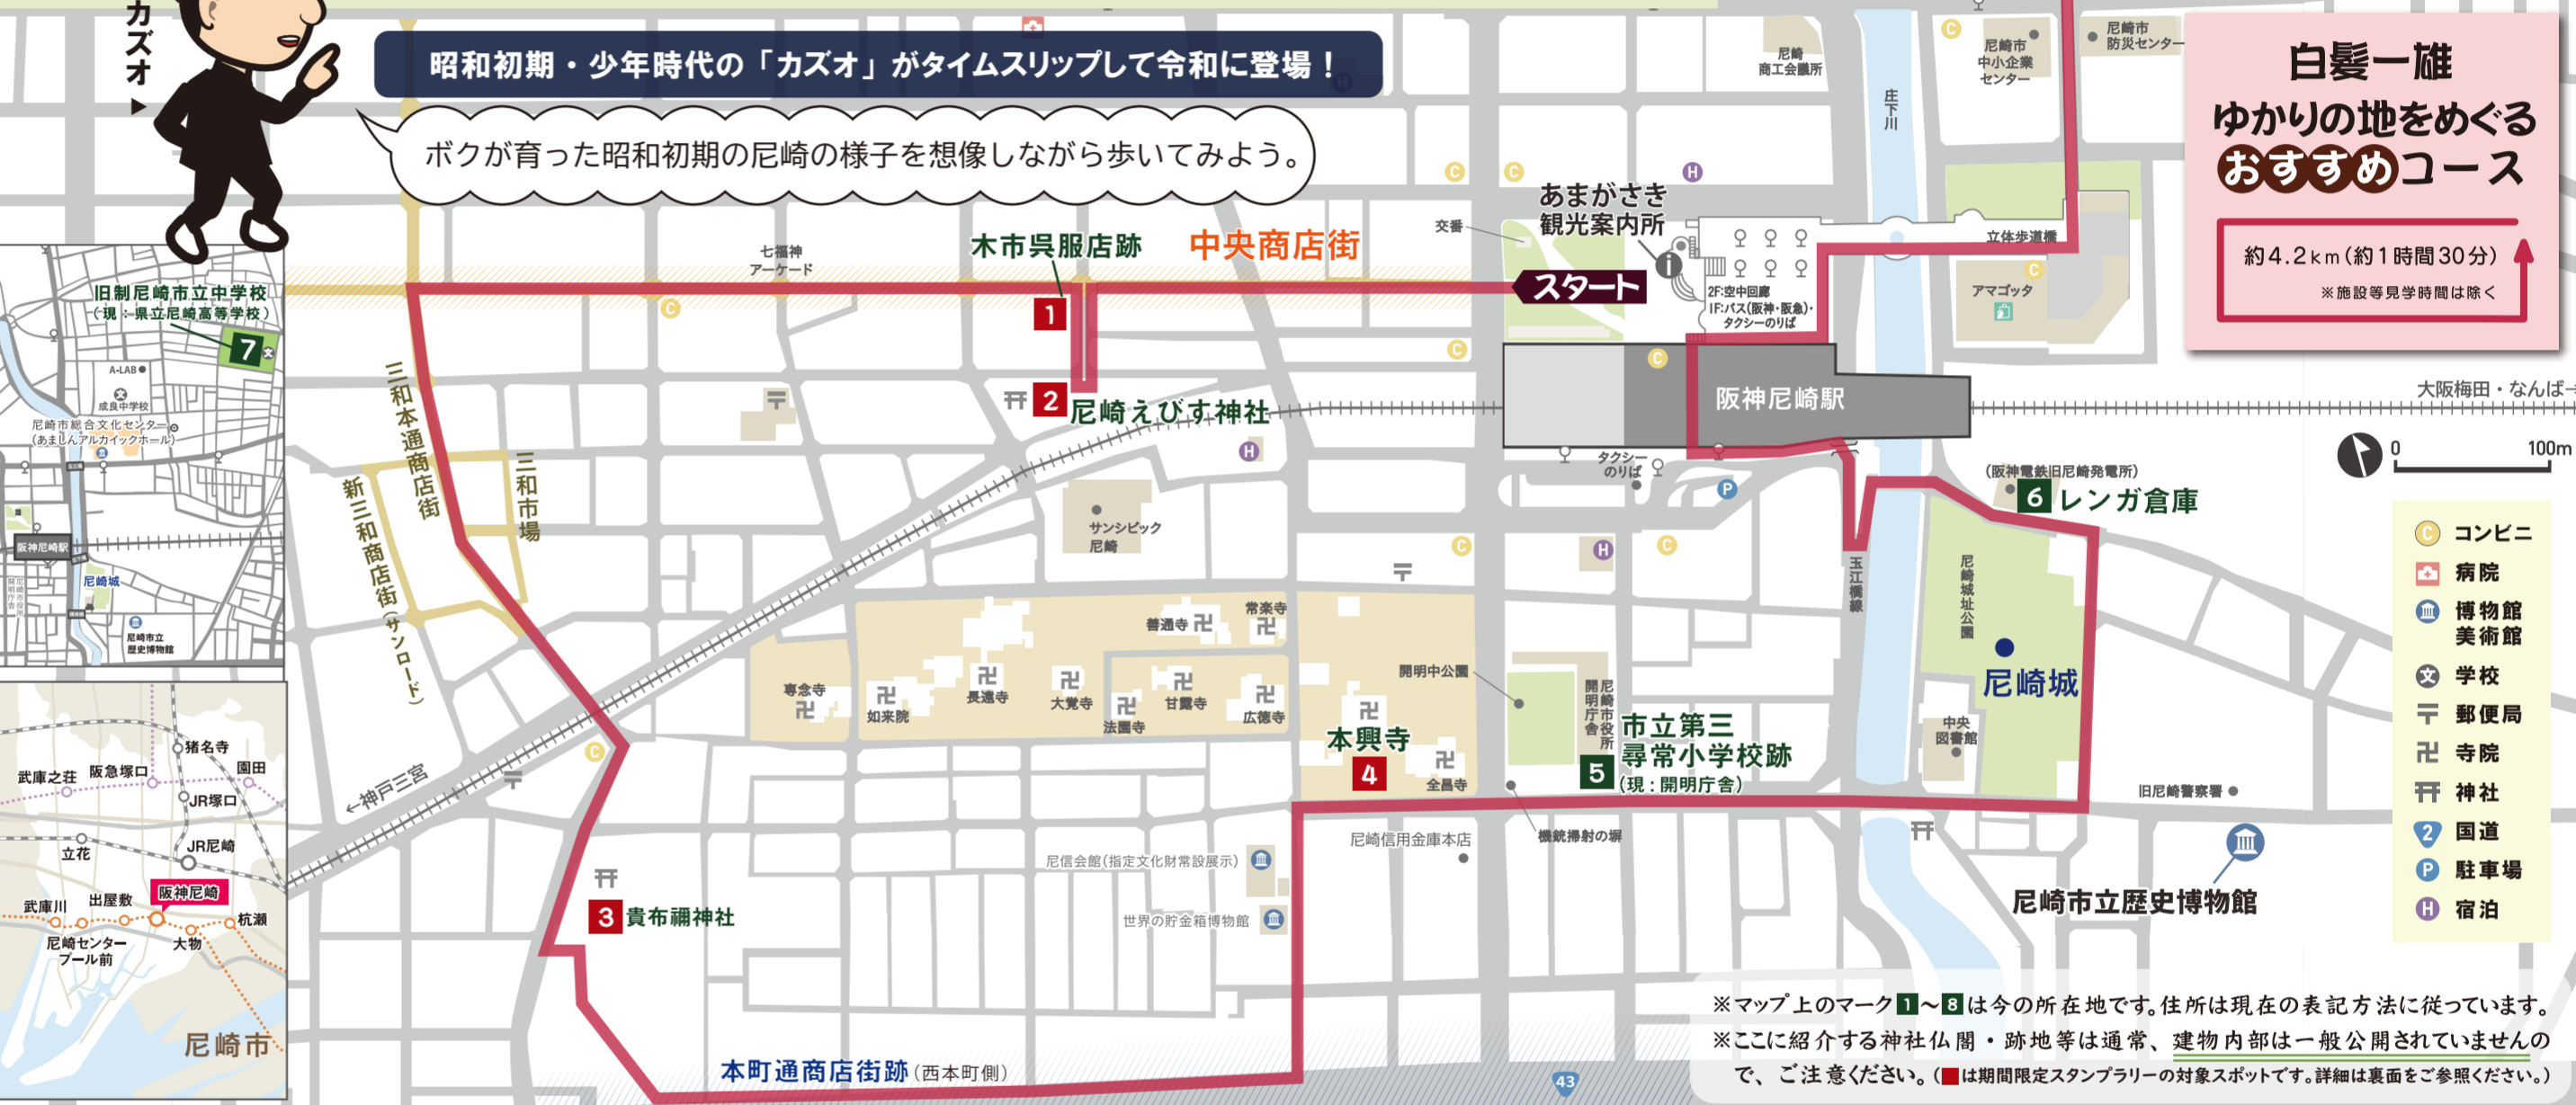 カズオ▶
昭和初期・少年時代の「カズオ」がタイムスリップして令和に登場！
ボクが育った昭和初期の尼崎の様子を想像しながら歩いてみよう。
白髪一雄
ゆかりの地をめぐる
おすすめコース
約4.2km（約1時間30分）
※施設等見学時間は除く
尼崎
商工会議所
庄下川
尼崎市
中小企業
センター
尼崎市
防災センター
あまがさき
観光案内所
交番
立体歩道橋
アマゴッタ
2F:空中回廊
1F:バス(阪神・阪急)・
タクシーのりば
スタート
中央商店街
木市呉服店跡
七福神
アーケード
1
2
尼崎えびす神社
阪神尼崎駅
大阪梅田・なんば→
0 100m
タクシー
のりば
（阪神電鉄旧尼崎発電所）
6 レンガ倉庫
三和本通商店街
新三和商店街（サンロード）
三和市場
サンシビック
尼崎
玉江橋線
尼崎城址公園
尼崎城
中央
図書館
専念寺
如来院
長遠寺
大覚寺
善通寺
常楽寺
法園寺
甘露寺
広徳寺
開明中公園
尼崎市役所
開明庁舎
本興寺
4
全昌寺
5
市立第三
尋常小学校跡
（現：開明庁舎）
機銃掃射の塀
尼崎信用金庫本店
尼信会館(指定文化財常設展示)
世界の貯金箱博物館
旧尼崎警察署
尼崎市立歴史博物館
←神戸三宮
3 貴布禰神社
本町通商店街跡（西本町側）
43
旧制尼崎市立中学校
（現：県立尼崎高等学校）
7
A-LAB
成良中学校
尼崎市総合文化センター
(あましんアルカイックホール)
阪神尼崎駅
尼崎城
尼崎市役所
開明庁舎
尼崎市立
歴史博物館
猪名寺
武庫之荘
阪急塚口
園田
JR塚口
立花
JR尼崎
阪神尼崎
武庫川
出屋敷
杭瀬
尼崎センター
プール前
大物
尼崎市
C コンビニ
病院
博物館
美術館
文 学校
郵便局
寺院
神社
2 国道
P 駐車場
H 宿泊
※マップ上のマーク1〜8は今の所在地です。住所は現在の表記方法に従っています。
※ここに紹介する神社仏閣・跡地等は通常、建物内部は一般公開されていませんの
で、ご注意ください。（■は期間限定スタンプラリーの対象スポットです。詳細は裏面をご参照ください。）